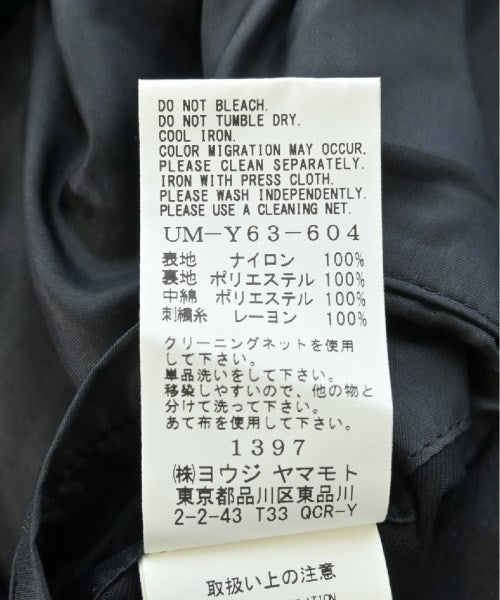 DO NOT BLEACH.
DO NOT TUMBLE DRY.
COOL IRON.
COLOR MIGRATION MAY OCCUR.
PLEASE CLEAN SEPARATELY.
IRON WITH PRESS CLOTH.
PLEASE WASH INDEPENDENTLY.
PLEASE USE A CLEANING NET.
UM-Y63-604
表地 ナイロン 100%
裏地 ポリエステル 100%
中綿 ポリエステル 100%
刺繍糸 レーヨン 100%
クリーニングネットを使用
して下さい。
単品洗いをして下さい。
移染しやすいので、他の物と
分けて洗って下さい。
あて布を使用して下さい。
1397
㈱ヨウジ ヤマモト
東京都品川区東品川
2-2-43 T33 QCR-Y
取扱い上の注意